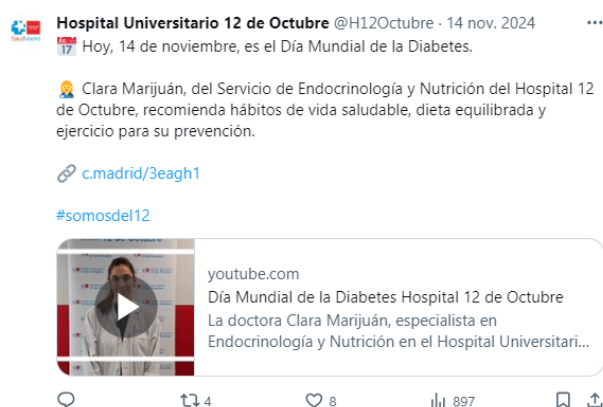 Hospital Universitario 12 de Octubre @H12Octubre · 14 nov. 2024 ...
Hoy, 14 de noviembre, es el Día Mundial de la Diabetes.
Clara Marijuán, del Servicio de Endocrinología y Nutrición del Hospital 12
de Octubre, recomienda hábitos de vida saludable, dieta equilibrada y
ejercicio para su prevención.
c.madrid/3eagh1
#somosdel12
youtube.com
Día Mundial de la Diabetes Hospital 12 de Octubre
La doctora Clara Marijuán, especialista en
Endocrinología y Nutrición en el Hospital Universitari...
4 8 897